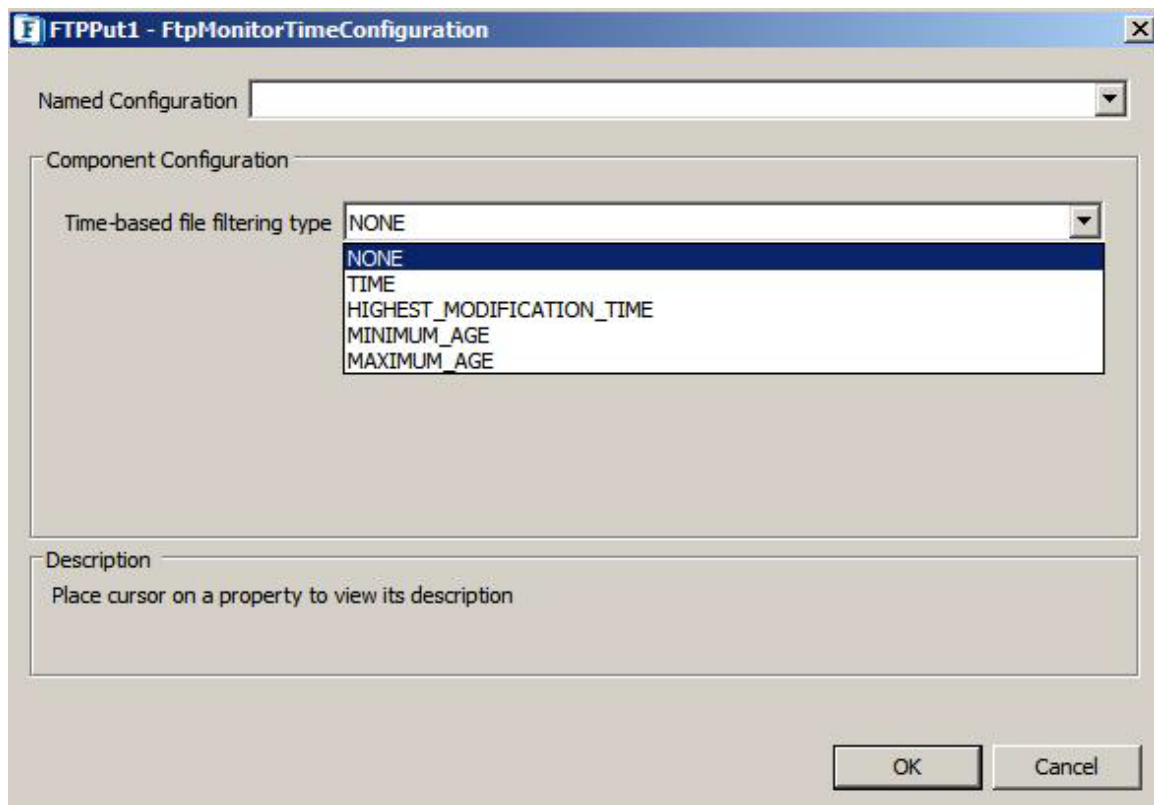 FTPPut1 - FtpMonitorTimeConfiguration
Named Configuration
Component Configuration
Time-based file filtering type NONE
NONE
TIME
HIGHEST_MODIFICATION_TIME
MINIMUM_AGE
MAXIMUM_AGE
Description
Place cursor on a property to view its description
OK Cancel